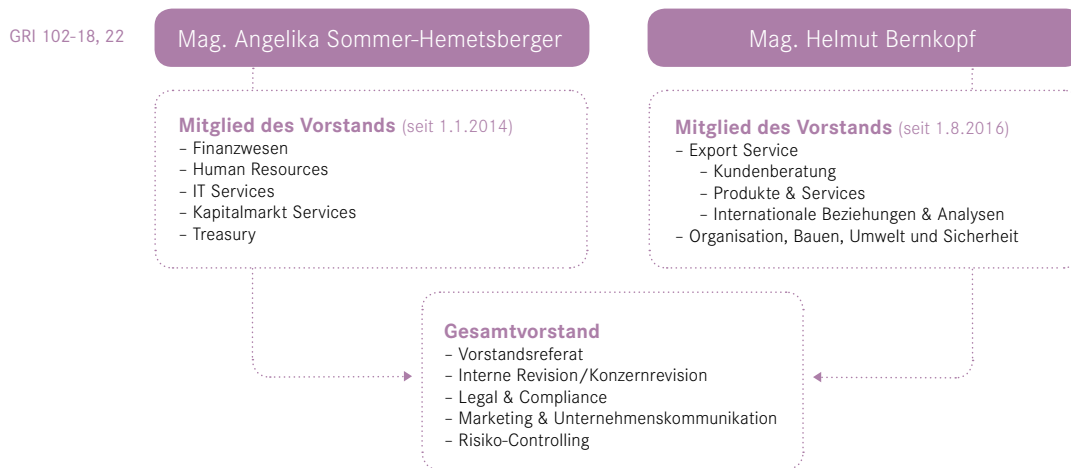 GRI 102-18, 22
Mag. Angelika Sommer-Hemetsberger
Mitglied des Vorstands (seit 1.1.2014)
– Finanzwesen
– Human Resources
– IT Services
– Kapitalmarkt Services
– Treasury
Mag. Helmut Bernkopf
Mitglied des Vorstands (seit 1.8.2016)
– Export Service
– Kundenberatung
– Produkte & Services
– Internationale Beziehungen & Analysen
– Organisation, Bauen, Umwelt und Sicherheit
Gesamtvorstand
– Vorstandsreferat
– Interne Revision/Konzernrevision
– Legal & Compliance
– Marketing & Unternehmenskommunikation
– Risiko-Controlling